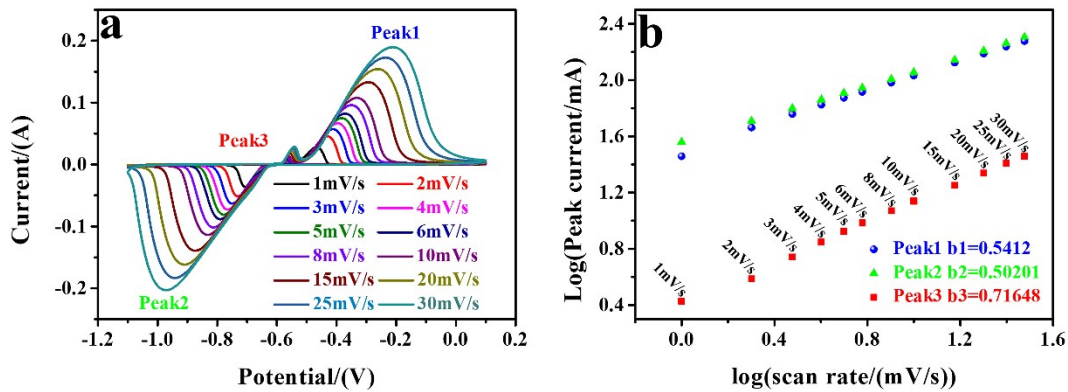 a
Peak1
Peak3
Peak2
Current/(A)
0.2
0.1
0.0
-0.1
-0.2
1mV/s 2mV/s
3mV/s 4mV/s
5mV/s 6mV/s
8mV/s 10mV/s
15mV/s 20mV/s
25mV/s 30mV/s
-1.2 -1.0 -0.8 -0.6 -0.4 -0.2 0.0 0.2
Potential/(V)
b
Log(Peak current/mA)
2.4
2.0
1.6
1.2
0.8
0.4
1mV/s
2mV/s
3mV/s
4mV/s
5mV/s
6mV/s
8mV/s
10mV/s
15mV/s
20mV/s
25mV/s
30mV/s
Peak1 b1=0.5412
Peak2 b2=0.50201
Peak3 b3=0.71648
0.0 0.4 0.8 1.2 1.6
log(scan rate/(mV/s))